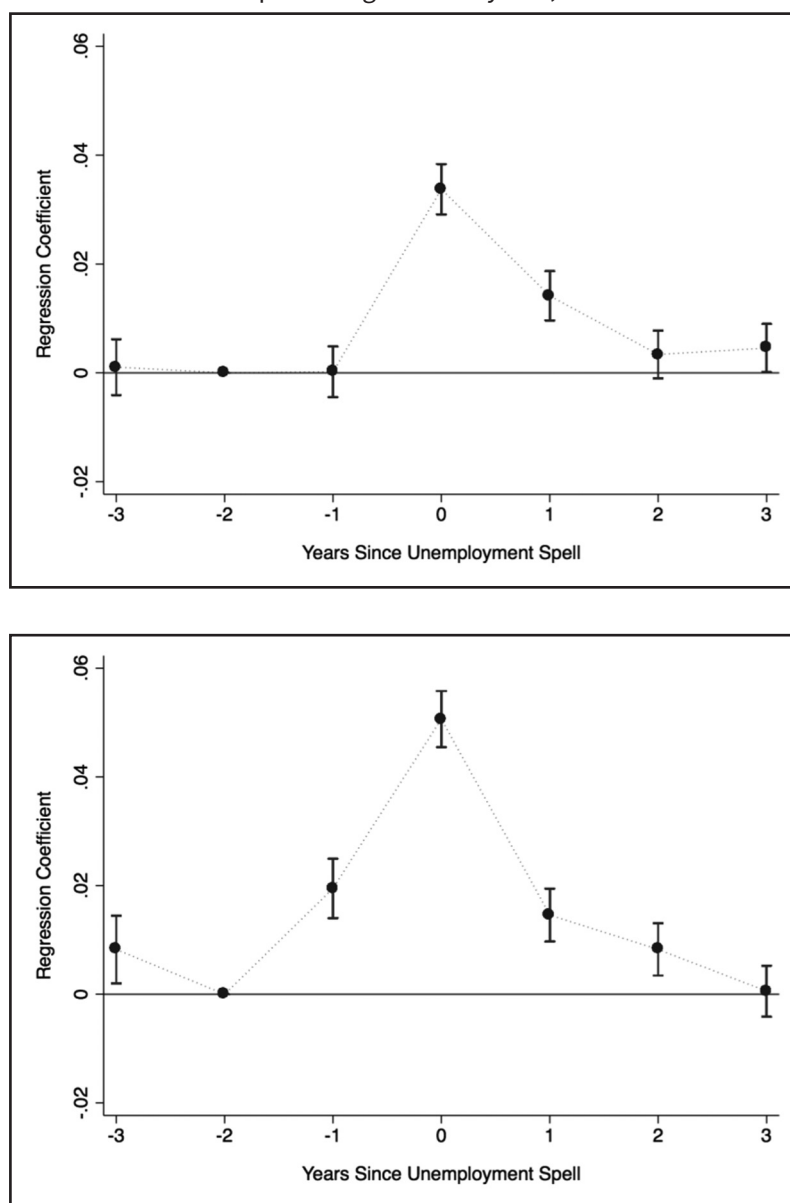 .06
.04
.02
0
-.02
Regression Coefficient
-3 -2 -1 0 1 2 3
Years Since Unemployment Spell
.06
.04
.02
0
-.02
Regression Coefficient
-3 -2 -1 0 1 2 3
Years Since Unemployment Spell